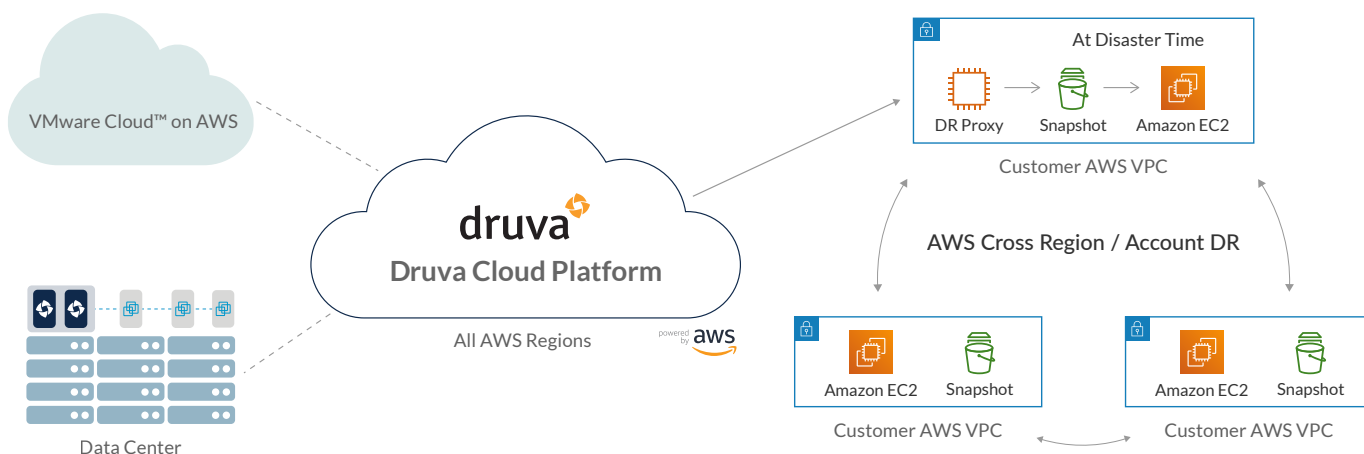 VMware Cloud™ on AWS
Data Center
druva
Druva Cloud Platform
All AWS Regions
powered
by
aws
At Disaster Time
DR Proxy
Snapshot
Amazon EC2
Customer AWS VPC
AWS Cross Region / Account DR
Amazon EC2
Snapshot
Customer AWS VPC
Amazon EC2
Snapshot
Customer AWS VPC